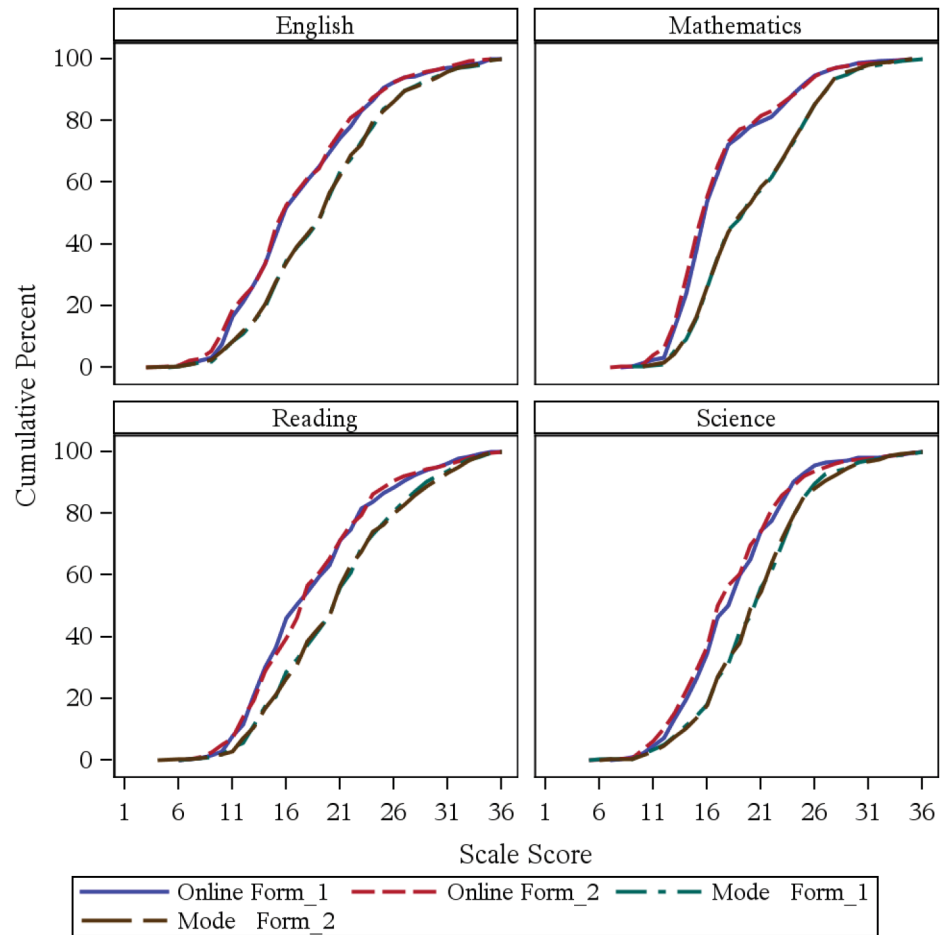 English Mathematics
100
80
60
40
20
0
Reading Science
100
80
60
40
20
0
Cumulative Percent
1 6 11 16 21 26 31 36 1 6 11 16 21 26 31 36
Scale Score
Online Form_1 Online Form_2 Mode Form_1
Mode Form_2